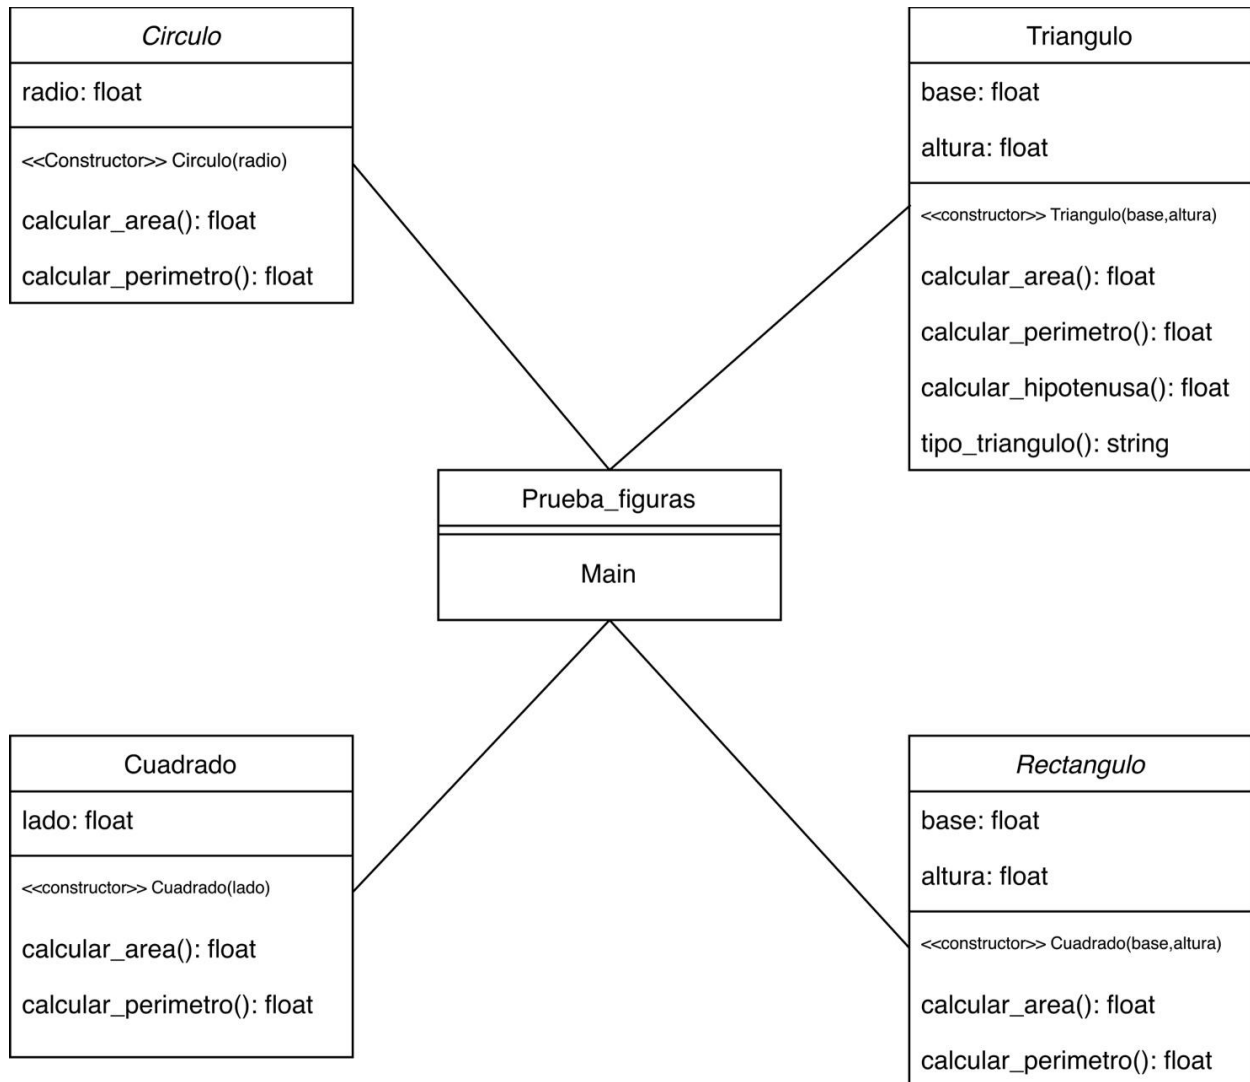 Circulo
radio: float
<<Constructor>> Circulo(radio)
calcular_area(): float
calcular_perimetro(): float
Triangulo
base: float
altura: float
<<constructor>> Triangulo(base,altura)
calcular_area(): float
calcular_perimetro(): float
calcular_hipotenusa(): float
tipo_triangulo(): string
Prueba_figuras
Main
Cuadrado
lado: float
<<constructor>> Cuadrado(lado)
calcular_area(): float
calcular_perimetro(): float
Rectangulo
base: float
altura: float
<<constructor>> Cuadrado(base,altura)
calcular_area(): float
calcular_perimetro(): float